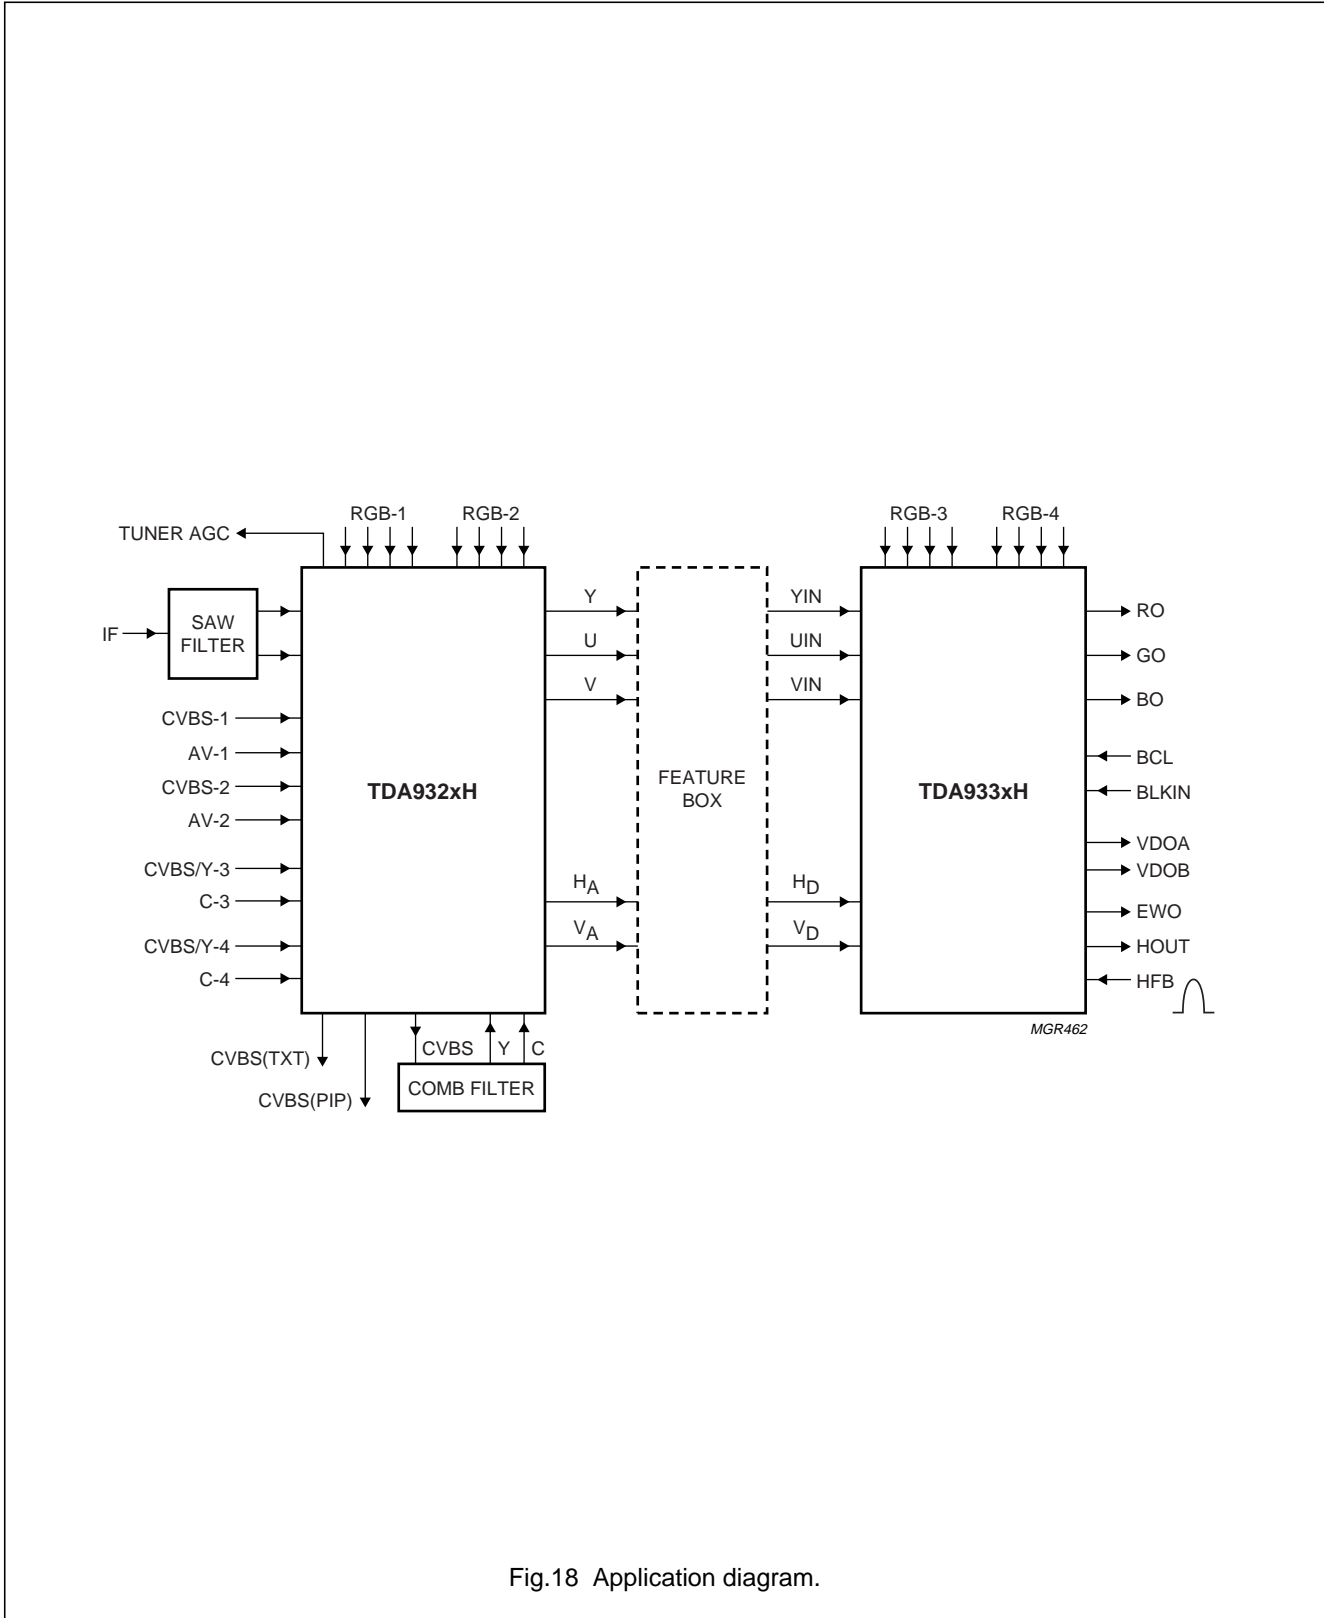 RGB-1 RGB-2 RGB-3 RGB-4
TUNER AGC
IF
SAW
FILTER
Y YIN RO
U UIN GO
V VIN BO
CVBS-1
AV-1 BCL
CVBS-2 BLKIN
AV-2
TDA932xH FEATURE
BOX TDA933xH
VDOA
CVBS/Y-3 VDOB
C-3 HA HD EWO
CVBS/Y-4 VA VD HOUT
C-4 HFB
MGR462
CVBS(TXT) CVBS Y C
COMB FILTER
CVBS(PIP)
Fig.18 Application diagram.